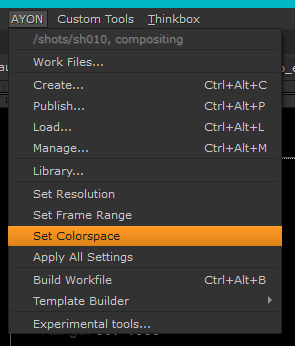 AYON Custom Tools Thinkbox
/shots/sh010, compositing
Work Files...
Create... Ctrl+Alt+C
Publish... Ctrl+Alt+P
Load... Ctrl+Alt+L
Manage... Ctrl+Alt+M
Library...
Set Resolution
Set Frame Range
Set Colorspace
Apply All Settings
Build Workfile Ctrl+Alt+B
Template Builder
Experimental tools...